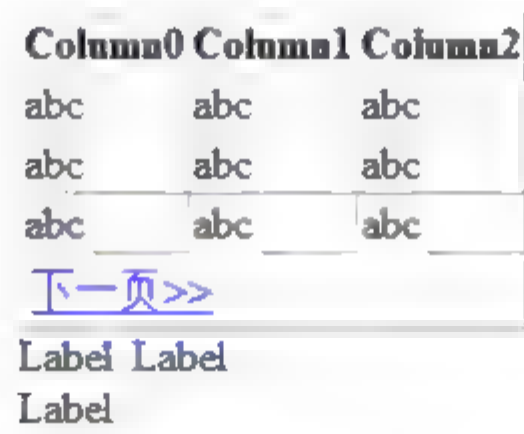 Column0 Column1 Column2
abc abc abc
abc abc abc
abc abc abc
下一页>>
Label Label
Label